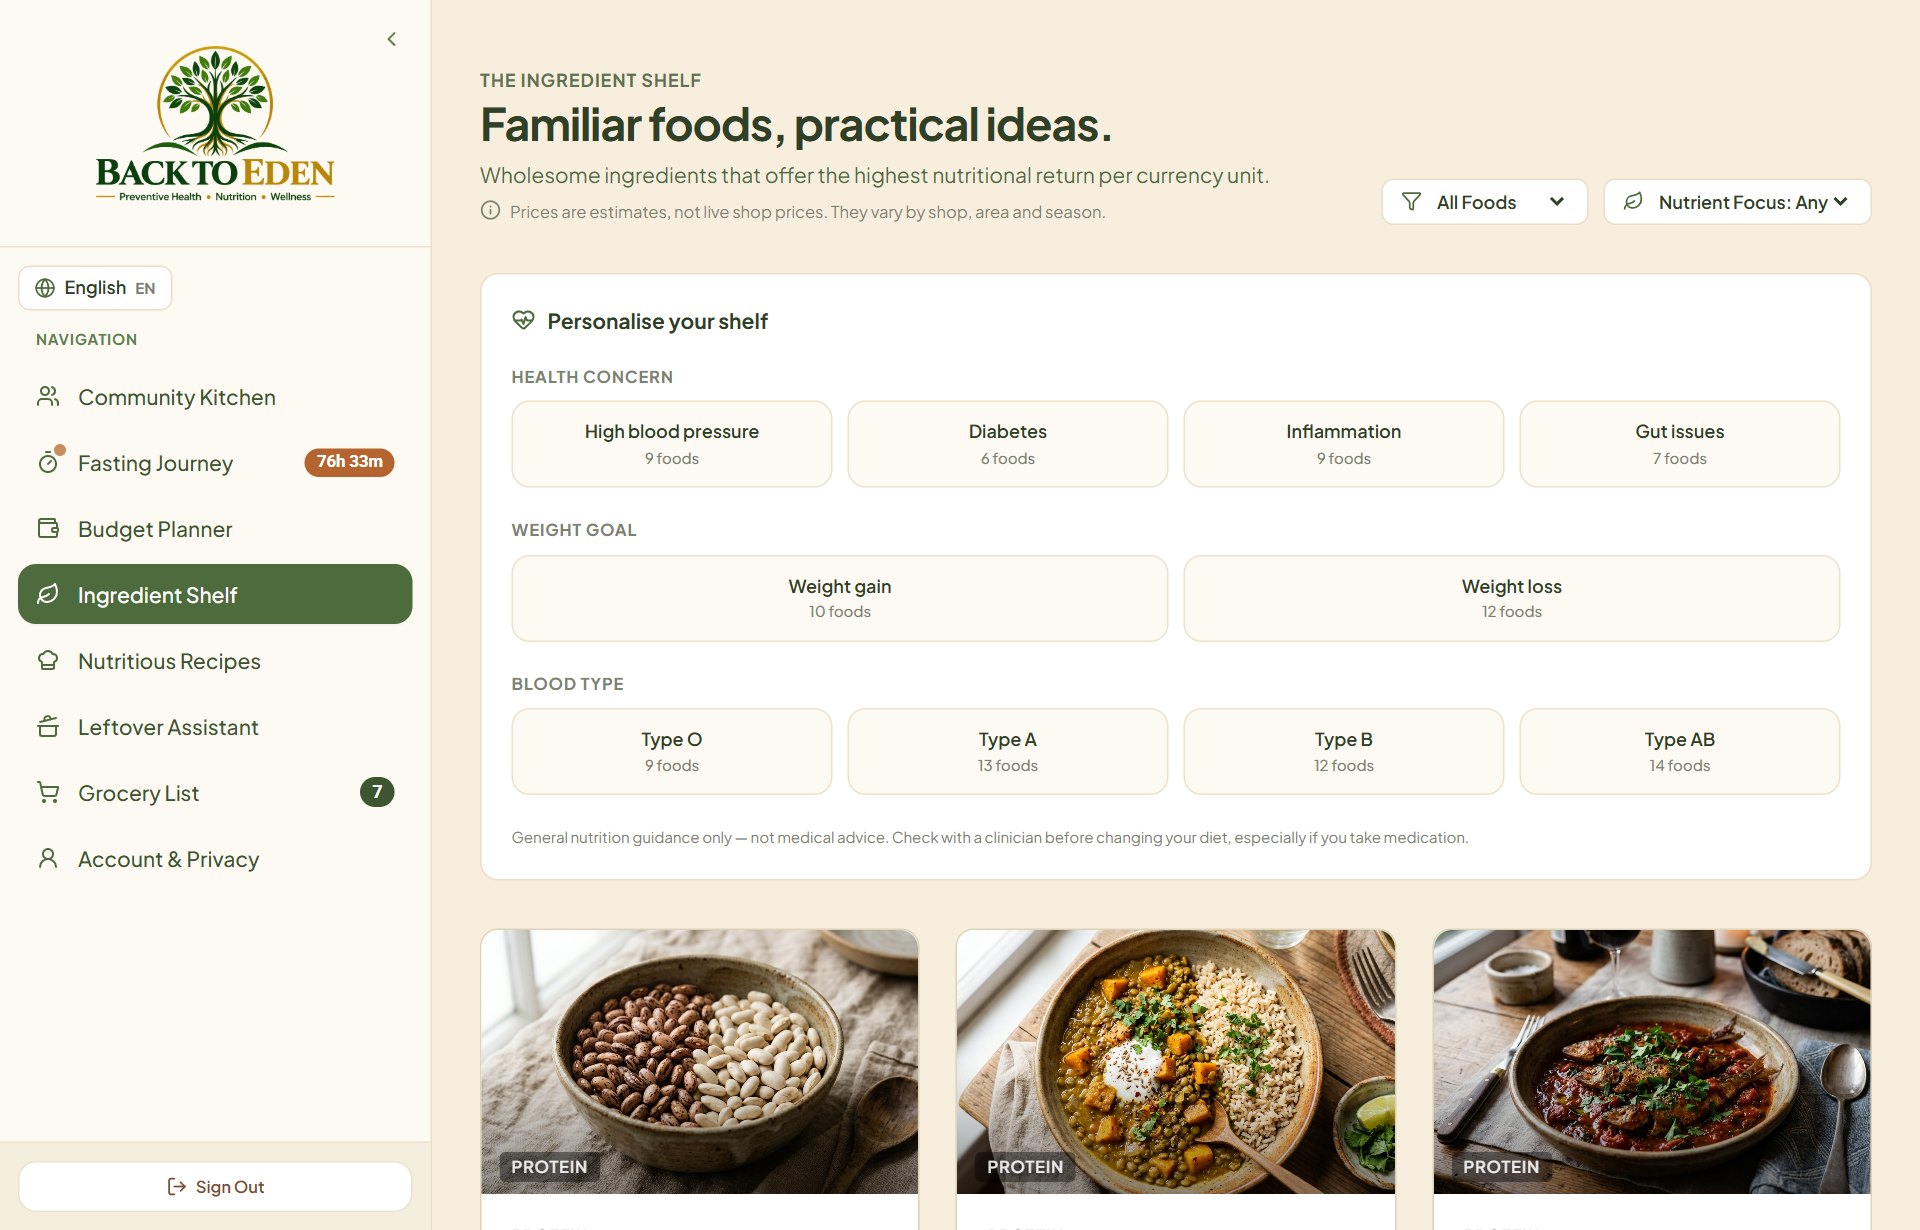 BACK TO EDEN
Preventive Health • Nutrition • Wellness
English EN
NAVIGATION
Community Kitchen
Fasting Journey 76h 33m
Budget Planner
Ingredient Shelf
Nutritious Recipes
Leftover Assistant
Grocery List 7
Account & Privacy
Sign Out
THE INGREDIENT SHELF
Familiar foods, practical ideas.
Wholesome ingredients that offer the highest nutritional return per currency unit.
Prices are estimates, not live shop prices. They vary by shop, area and season.
All Foods
Nutrient Focus: Any
Personalise your shelf
HEALTH CONCERN
High blood pressure
9 foods
Diabetes
6 foods
Inflammation
9 foods
Gut issues
7 foods
WEIGHT GOAL
Weight gain
10 foods
Weight loss
12 foods
BLOOD TYPE
Type O
9 foods
Type A
13 foods
Type B
12 foods
Type AB
14 foods
General nutrition guidance only — not medical advice. Check with a clinician before changing your diet, especially if you take medication.
PROTEIN
PROTEIN
PROTEIN